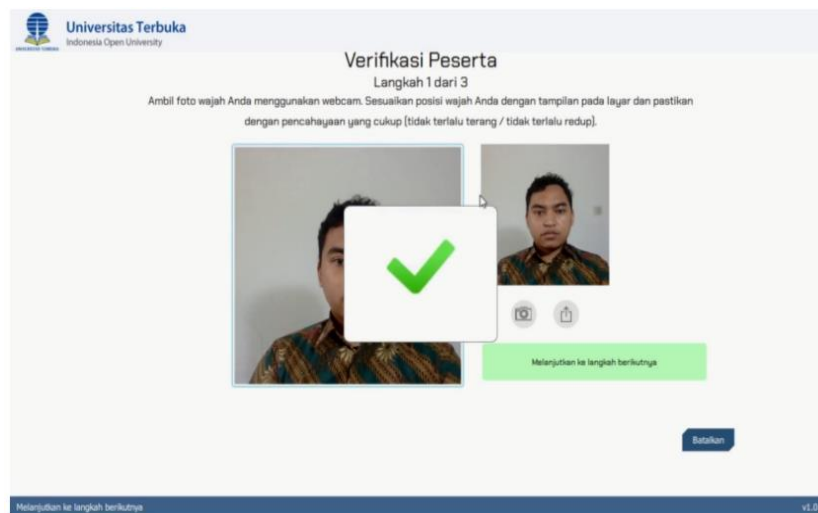 Universitas Terbuka
Indonesia Open University
UNIVERSITAS TERBUKA
Verifikasi Peserta
Langkah 1 dari 3
Ambil foto wajah Anda menggunakan webcam. Sesuaikan posisi wajah Anda dengan tampilan pada layar dan pastikan
dengan pencahayaan yang cukup (tidak terlalu terang / tidak terlalu redup).
Melanjutkan ke langkah berikutnya
Batalkan
Melanjutkan ke langkah berikutnya
v1.0